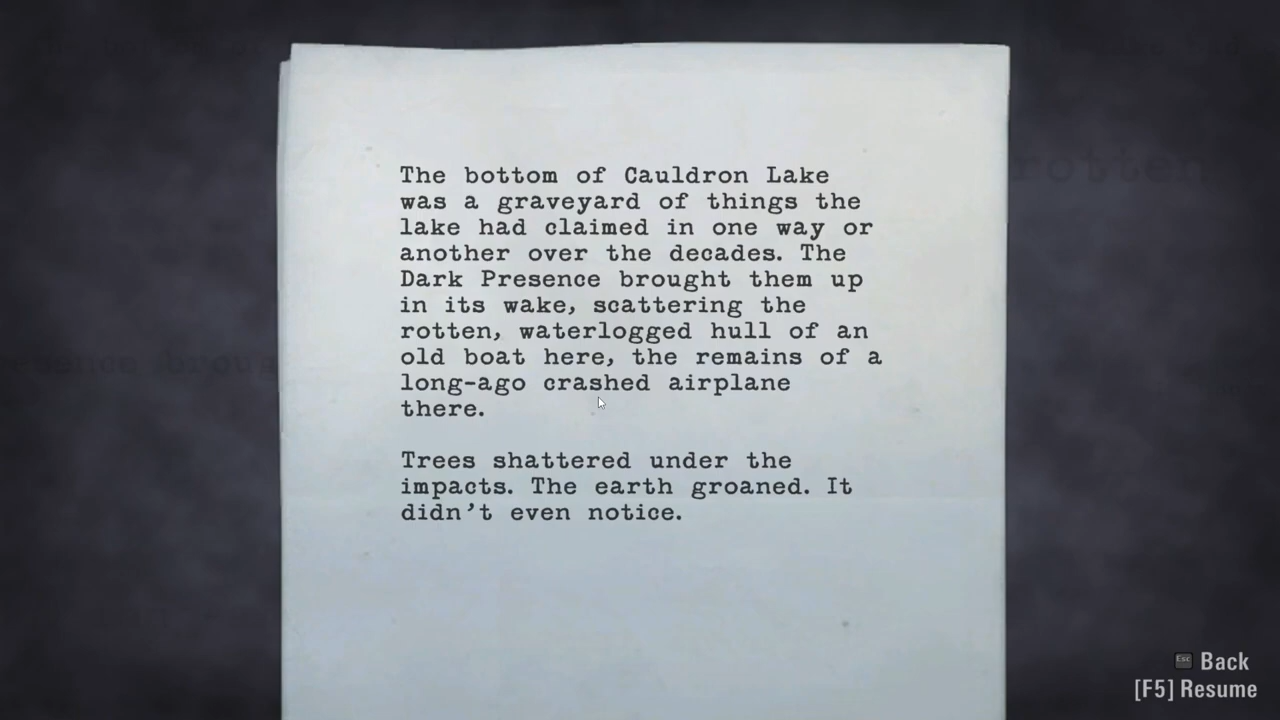 The bottom of Cauldron Lake
was a graveyard of things the
lake had claimed in one way or
another over the decades. The
Dark Presence brought them up
in its wake, scattering the
rotten, waterlogged hull of an
old boat here, the remains of a
long-ago crashed airplane
there.
Trees shattered under the
impacts. The earth groaned. It
didn't even notice.
rotten
esence broug
Esc Back
[F5] Resume